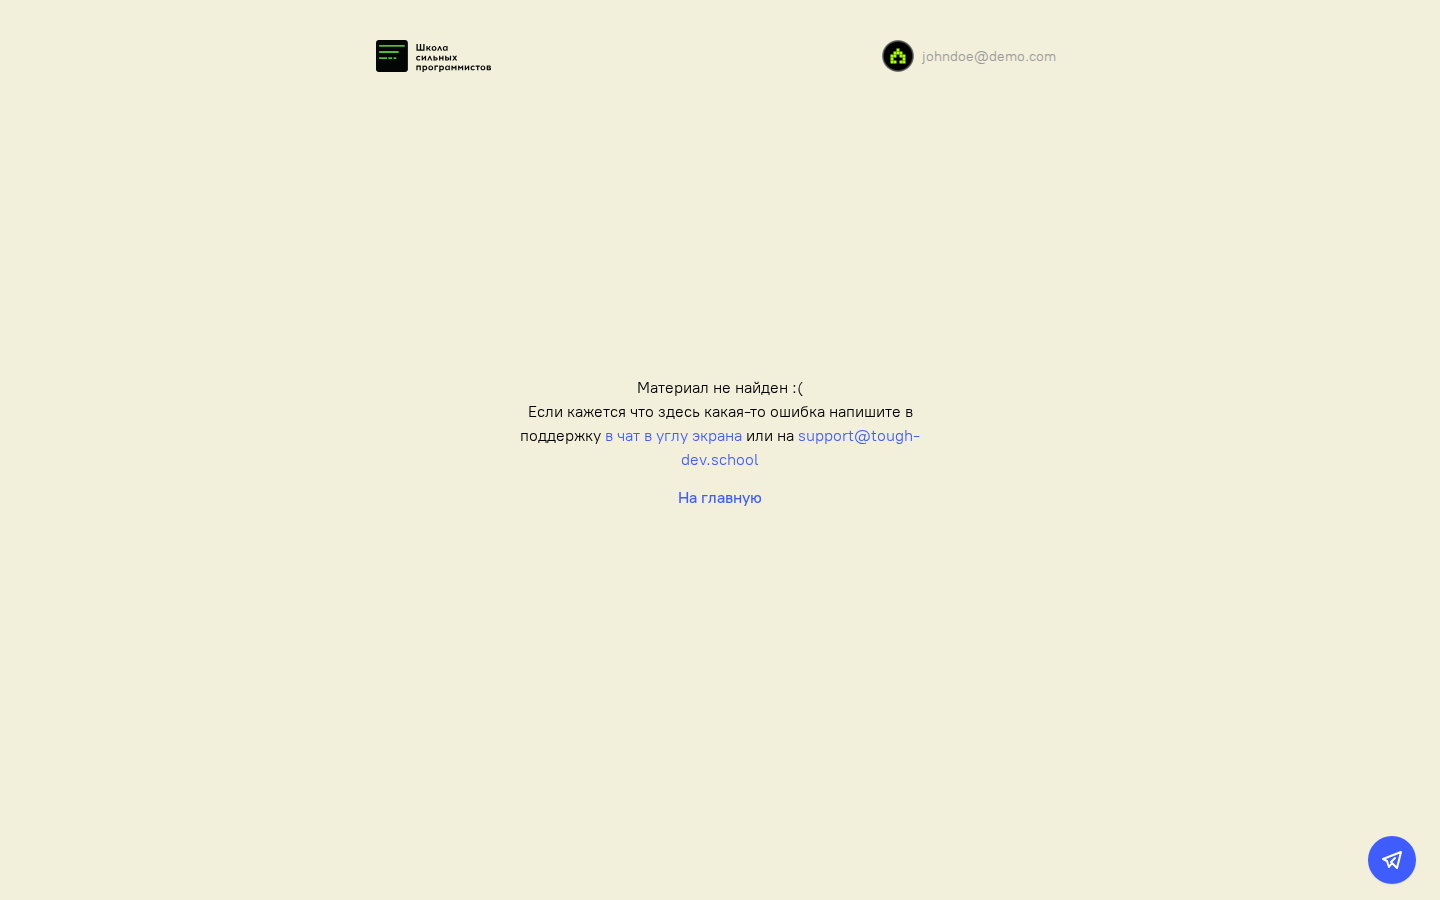 Школа
сильных
программистов
johndoe@demo.com
Материал не найден :(
Если кажется что здесь какая-то ошибка напишите в
поддержку в чат в углу экрана или на support@tough-
dev.school
На главную